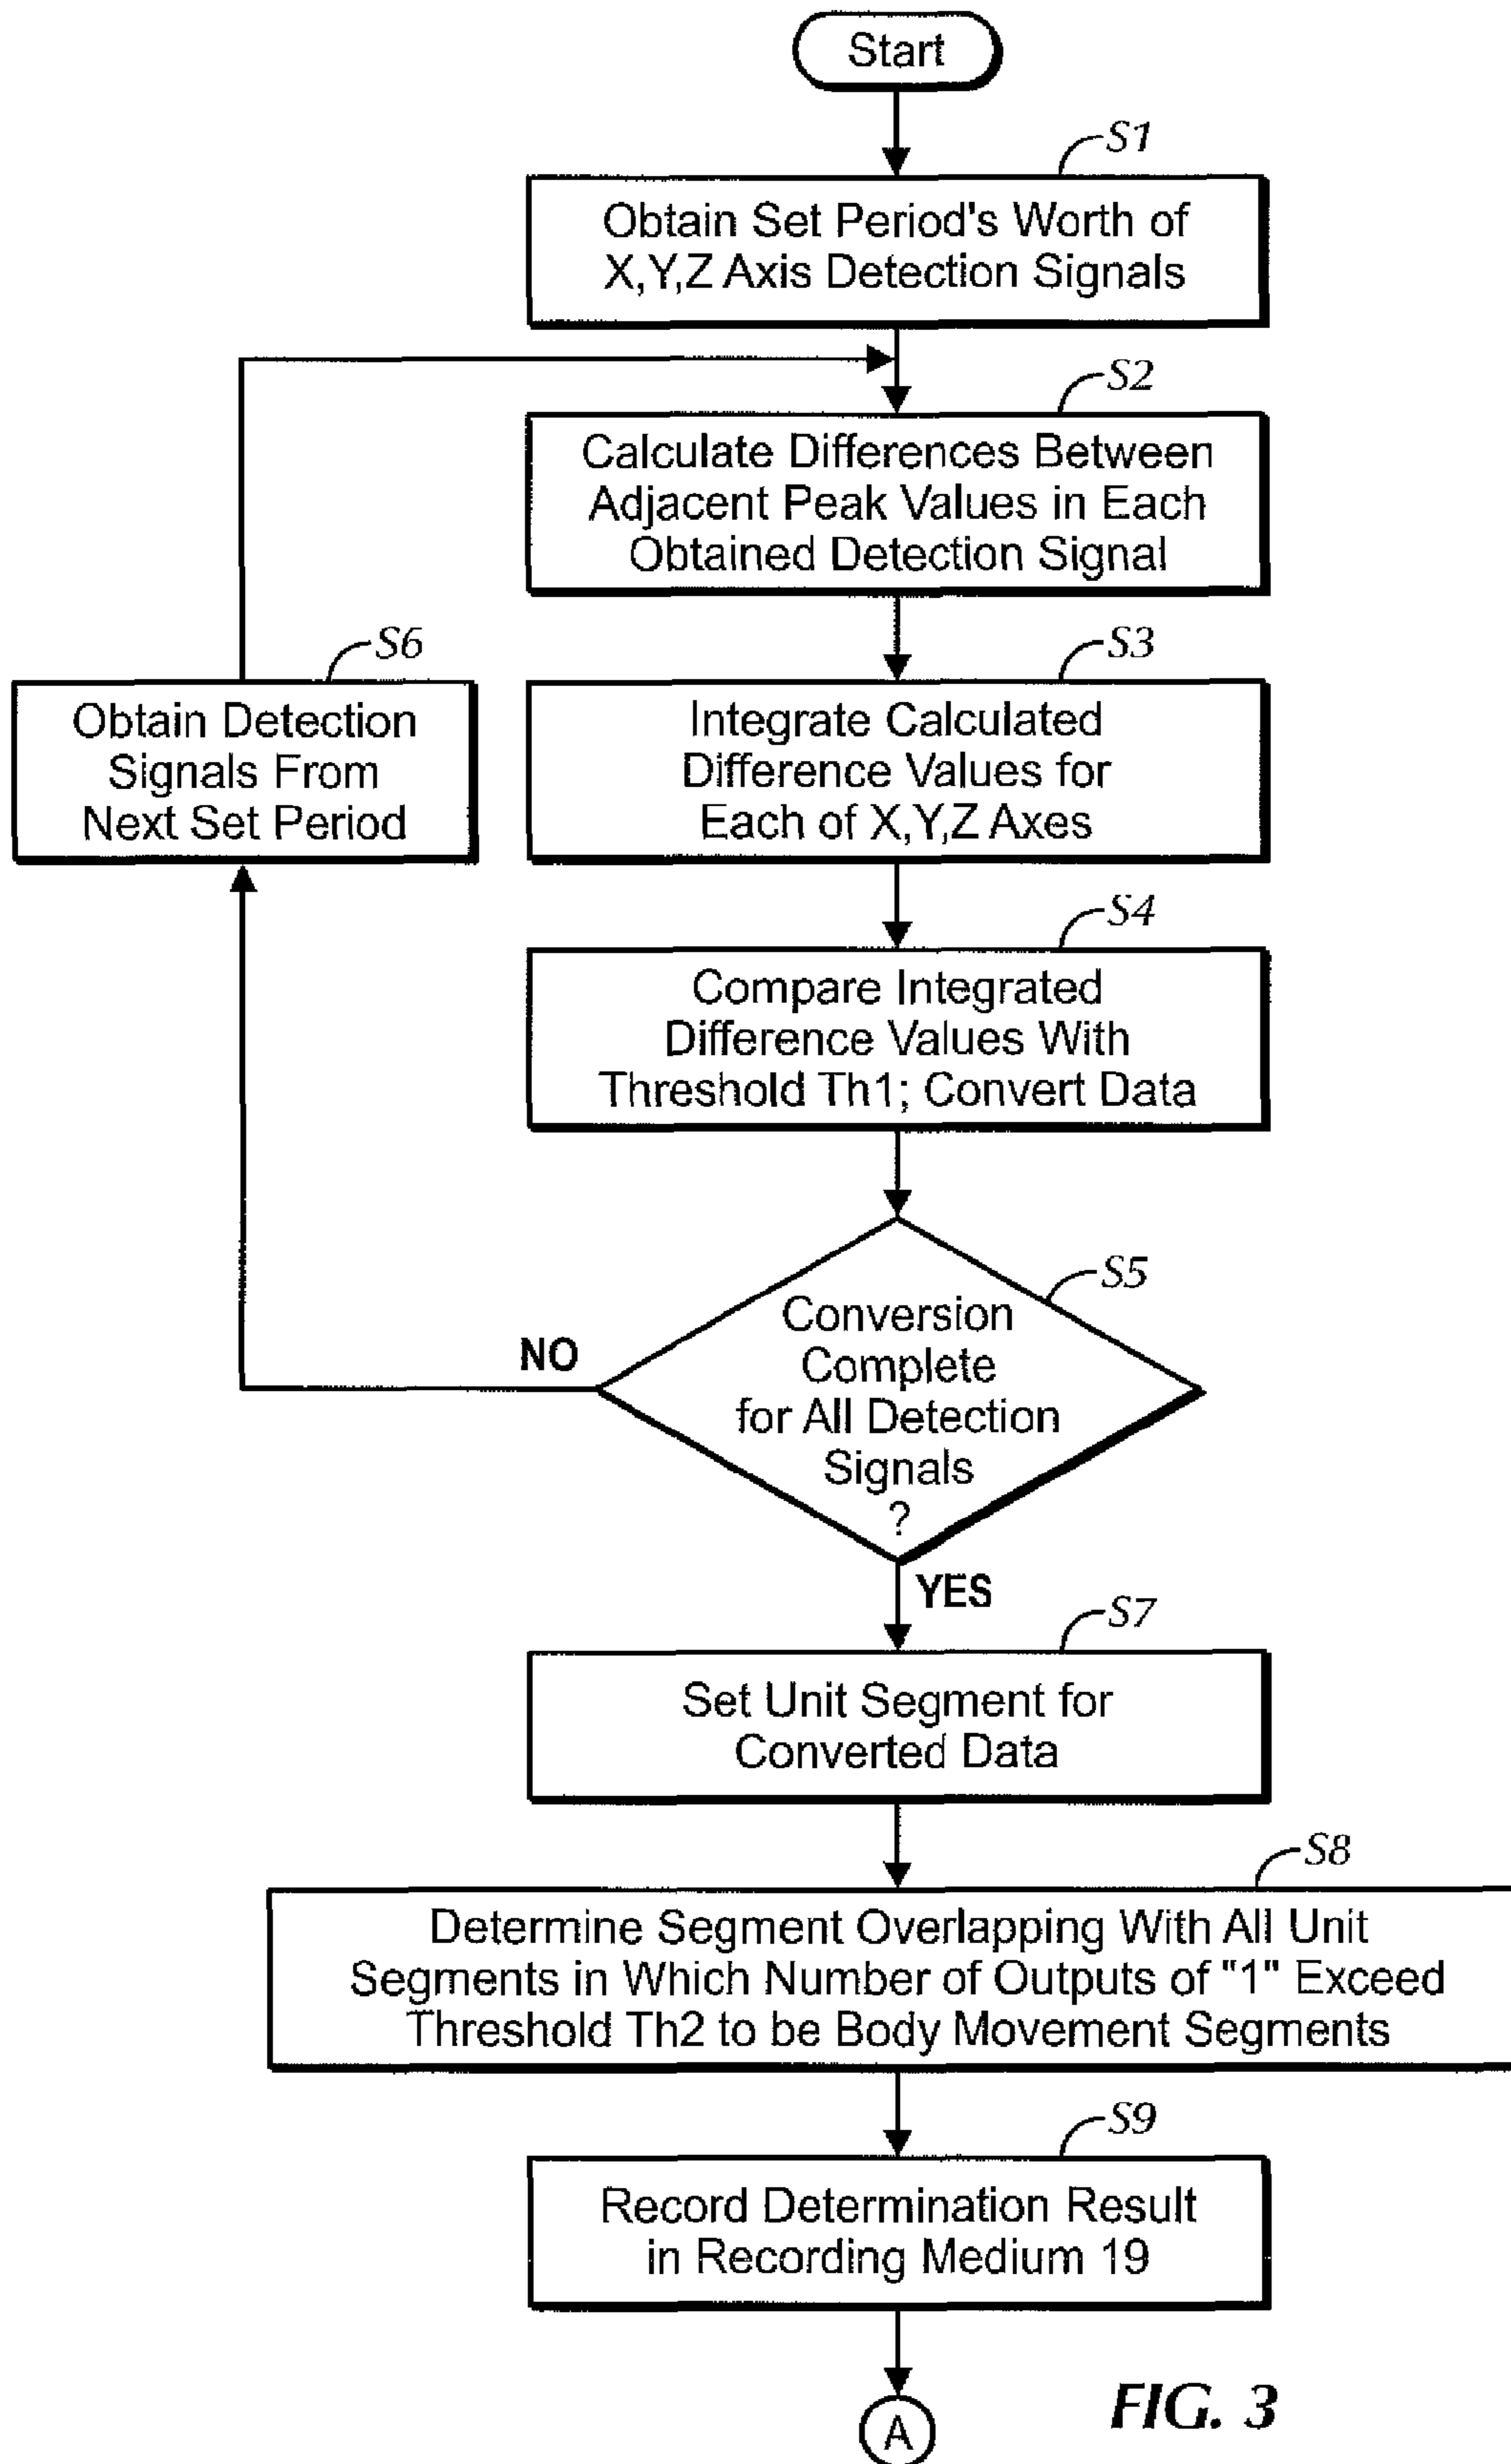 Start
S1
Obtain Set Period's Worth of
X,Y,Z Axis Detection Signals
S2
Calculate Differences Between
Adjacent Peak Values in Each
Obtained Detection Signal
S6
Obtain Detection
Signals From
Next Set Period
S3
Integrate Calculated
Difference Values for
Each of X,Y,Z Axes
S4
Compare Integrated
Difference Values With
Threshold Th1; Convert Data
S5
Conversion
Complete
for All Detection
Signals
?
NO
YES
S7
Set Unit Segment for
Converted Data
S8
Determine Segment Overlapping With All Unit
Segments in Which Number of Outputs of "1" Exceed
Threshold Th2 to be Body Movement Segments
S9
Record Determination Result
in Recording Medium 19
A
FIG. 3